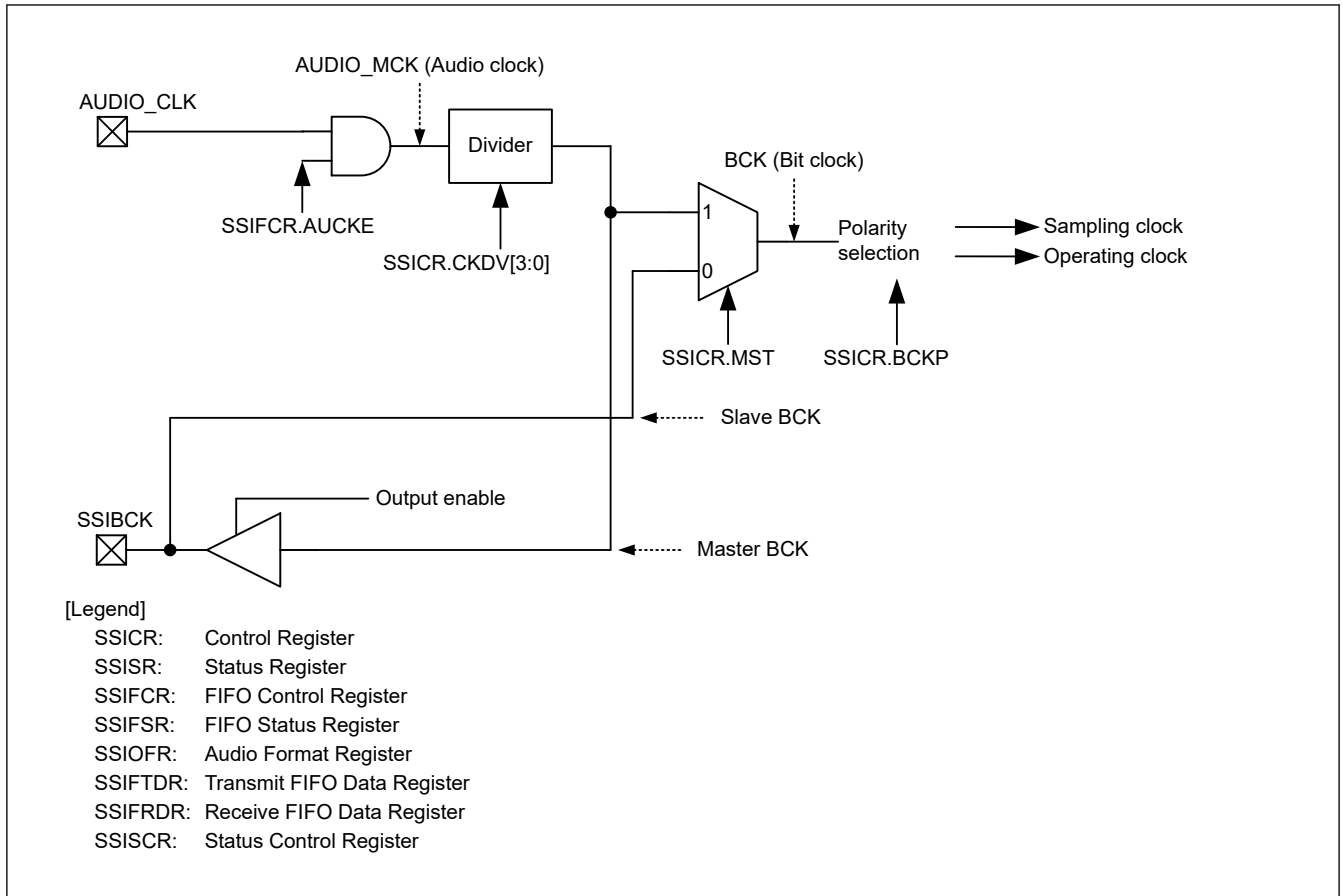 AUDIO_MCK (Audio clock)
AUDIO_CLK
Divider
BCK (Bit clock)
SSIFCR.AUCKE
1
Polarity
selection
Sampling clock
Operating clock
SSICR.CKDV[3:0]
0
SSICR.MST
SSICR.BCKP
Slave BCK
Output enable
SSIBCK
Master BCK
[Legend]
SSICR: Control Register
SSISR: Status Register
SSIFCR: FIFO Control Register
SSIFSR: FIFO Status Register
SSIOFR: Audio Format Register
SSIFTDR: Transmit FIFO Data Register
SSIFRDR: Receive FIFO Data Register
SSISCR: Status Control Register